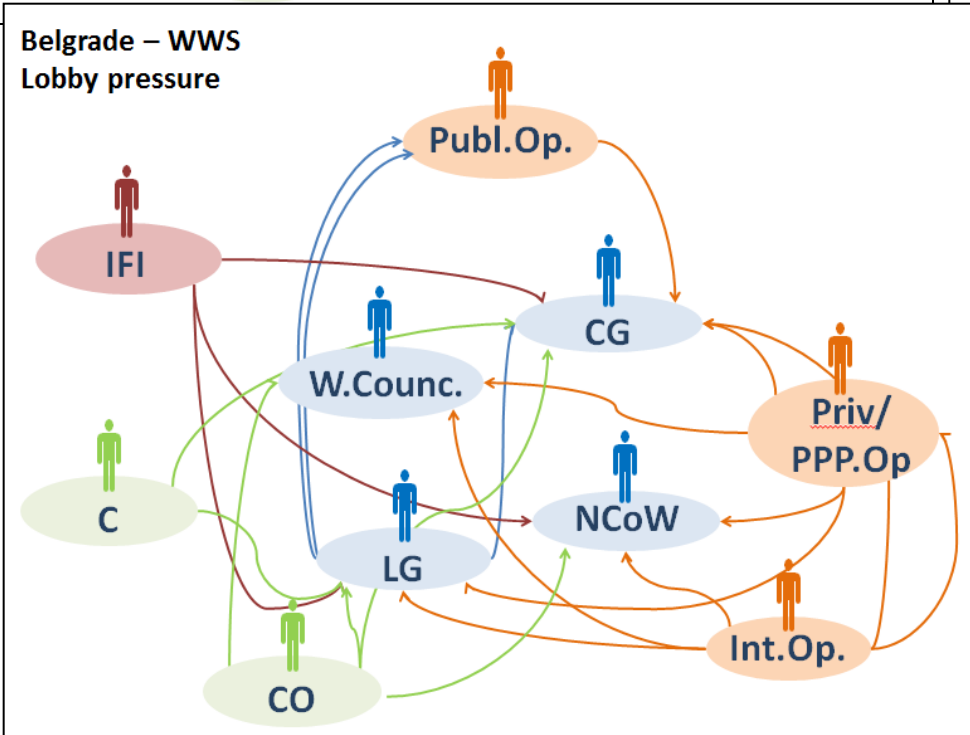 Belgrade – WWS
Lobby pressure
Publ.Op.
IFI
CG
W.Counc.
Priv/
PPP.Op
C
NCoW
LG
Int.Op.
CO